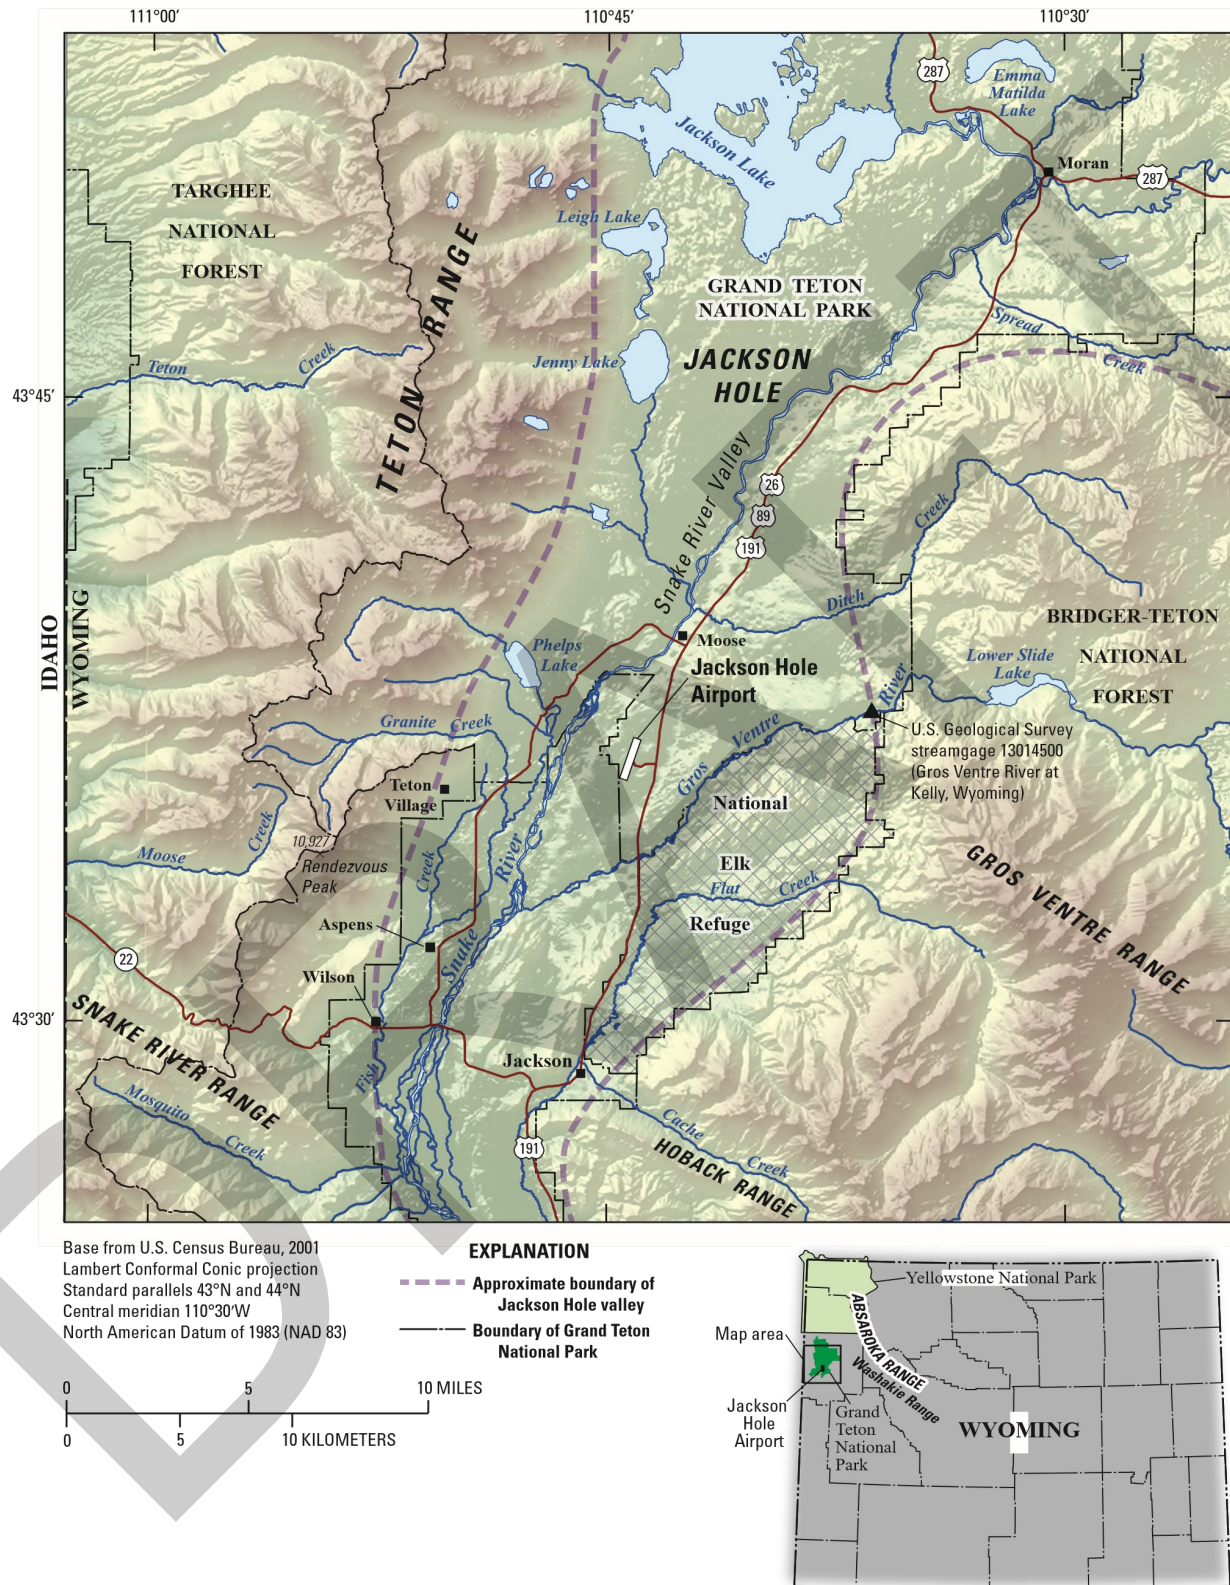 111°00′
110°45′
110°30′
287
Emma
Matilda
Lake
Jackson Lake
Moran
287
TARGHEE
NATIONAL
FOREST
Leigh Lake
TETON RANGE
GRAND TETON
NATIONAL PARK
JACKSON
HOLE
Spread
Creek
Teton
Creek
Jenny Lake
43°45′
Snake River Valley
26
89
191
Creek
Ditch
IDAHO
WYOMING
BRIDGER-TETON
NATIONAL
FOREST
Moose
Phelps
Lake
Jackson Hole
Airport
Lower Slide
Lake
River
Ventre
Gros
U.S. Geological Survey
streamgage 13014500
(Gros Ventre River at
Kelly, Wyoming)
Granite Creek
Teton
Village
National
Elk
Refuge
Flat
Creek
Moose
Creek
10,927
Rendezvous
Peak
Creek
River
Snake
GROS VENTRE RANGE
Aspens
22
Wilson
43°30′
SNAKE RIVER RANGE
Jackson
Fish
Mosquito
Creek
191
Cache
Creek
HOBACK RANGE
Base from U.S. Census Bureau, 2001
Lambert Conformal Conic projection
Standard parallels 43°N and 44°N
Central meridian 110°30′W
North American Datum of 1983 (NAD 83)
0 5 10 MILES
0 5 10 KILOMETERS
EXPLANATION
Approximate boundary of
Jackson Hole valley
Boundary of Grand Teton
National Park
Yellowstone National Park
ABSAROKA RANGE
Washakie Range
Map area
Jackson
Hole
Airport
Grand
Teton
National
Park
WYOMING
DRAFT